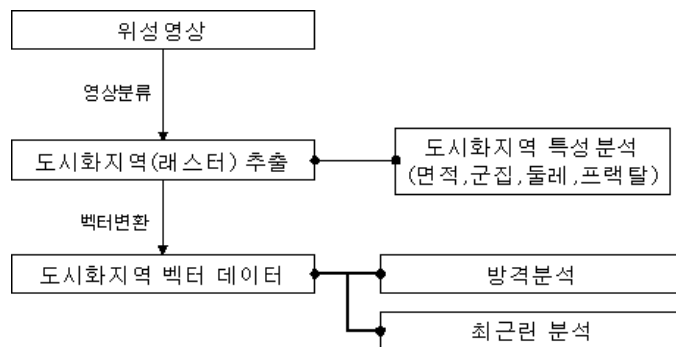 위성영상
영상분류
도시화지역(래스터) 추출
도시화지역 특성분석
(면적,군집,둘레,프랙탈)
벡터변환
도시화지역 벡터 데이터
방격분석
최근린 분석